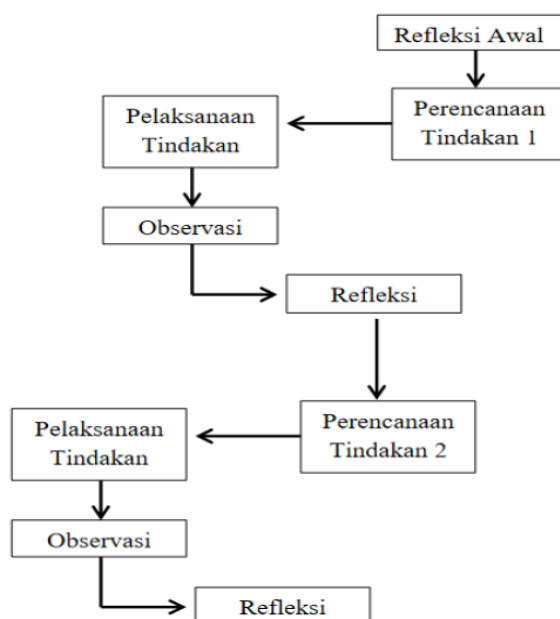 Refleksi Awal
Perencanaan
Tindakan 1
Pelaksanaan
Tindakan
Observasi
Refleksi
Perencanaan
Tindakan 2
Pelaksanaan
Tindakan
Observasi
Refleksi